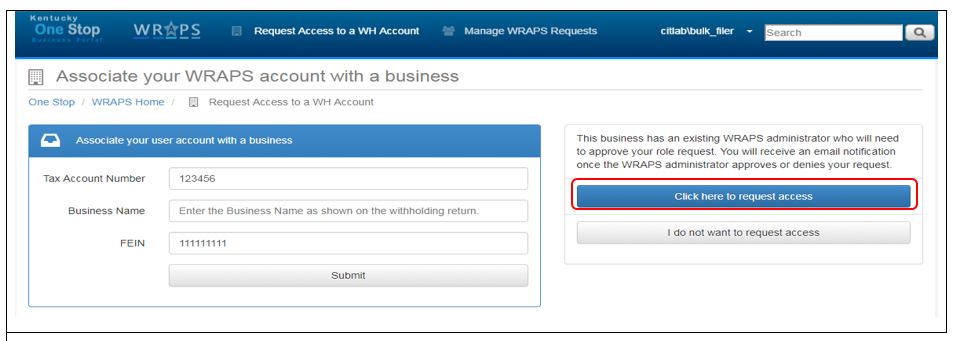 Kentucky
One Stop
Business Portal
WRAPS
Request Access to a WH Account
Manage WRAPS Requests
citlab\bulk_filer
Search
Associate your WRAPS account with a business
One Stop / WRAPS Home / Request Access to a WH Account
Associate your user account with a business
Tax Account Number
123456
Business Name
Enter the Business Name as shown on the withholding return.
FEIN
111111111
Submit
This business has an existing WRAPS administrator who will need
to approve your role request. You will receive an email notification
once the WRAPS administrator approves or denies your request.
Click here to request access
I do not want to request access